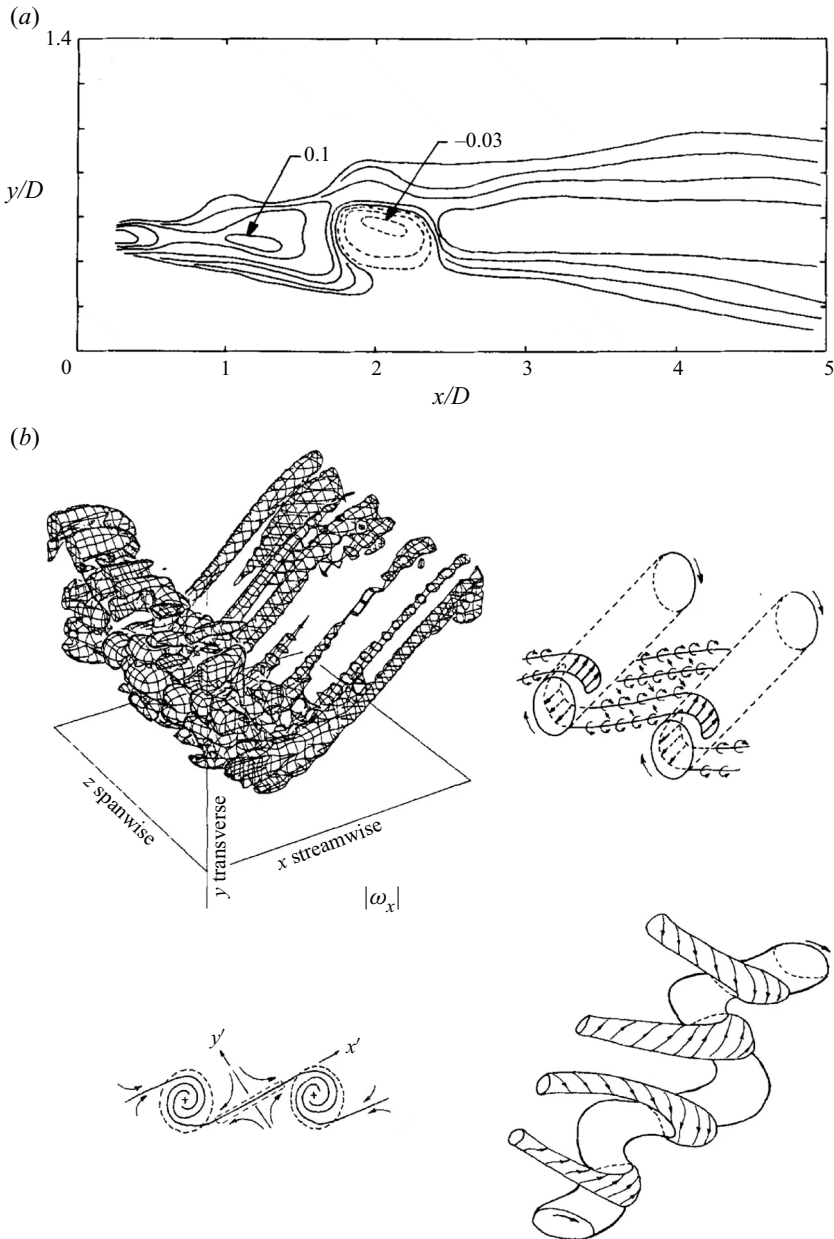 (a)
1.4
0.1
–0.03
y/D
0
1
2
3
4
5
x/D
(b)
z spanwise
y transverse
x streamwise
|ωₓ|
y′
x′